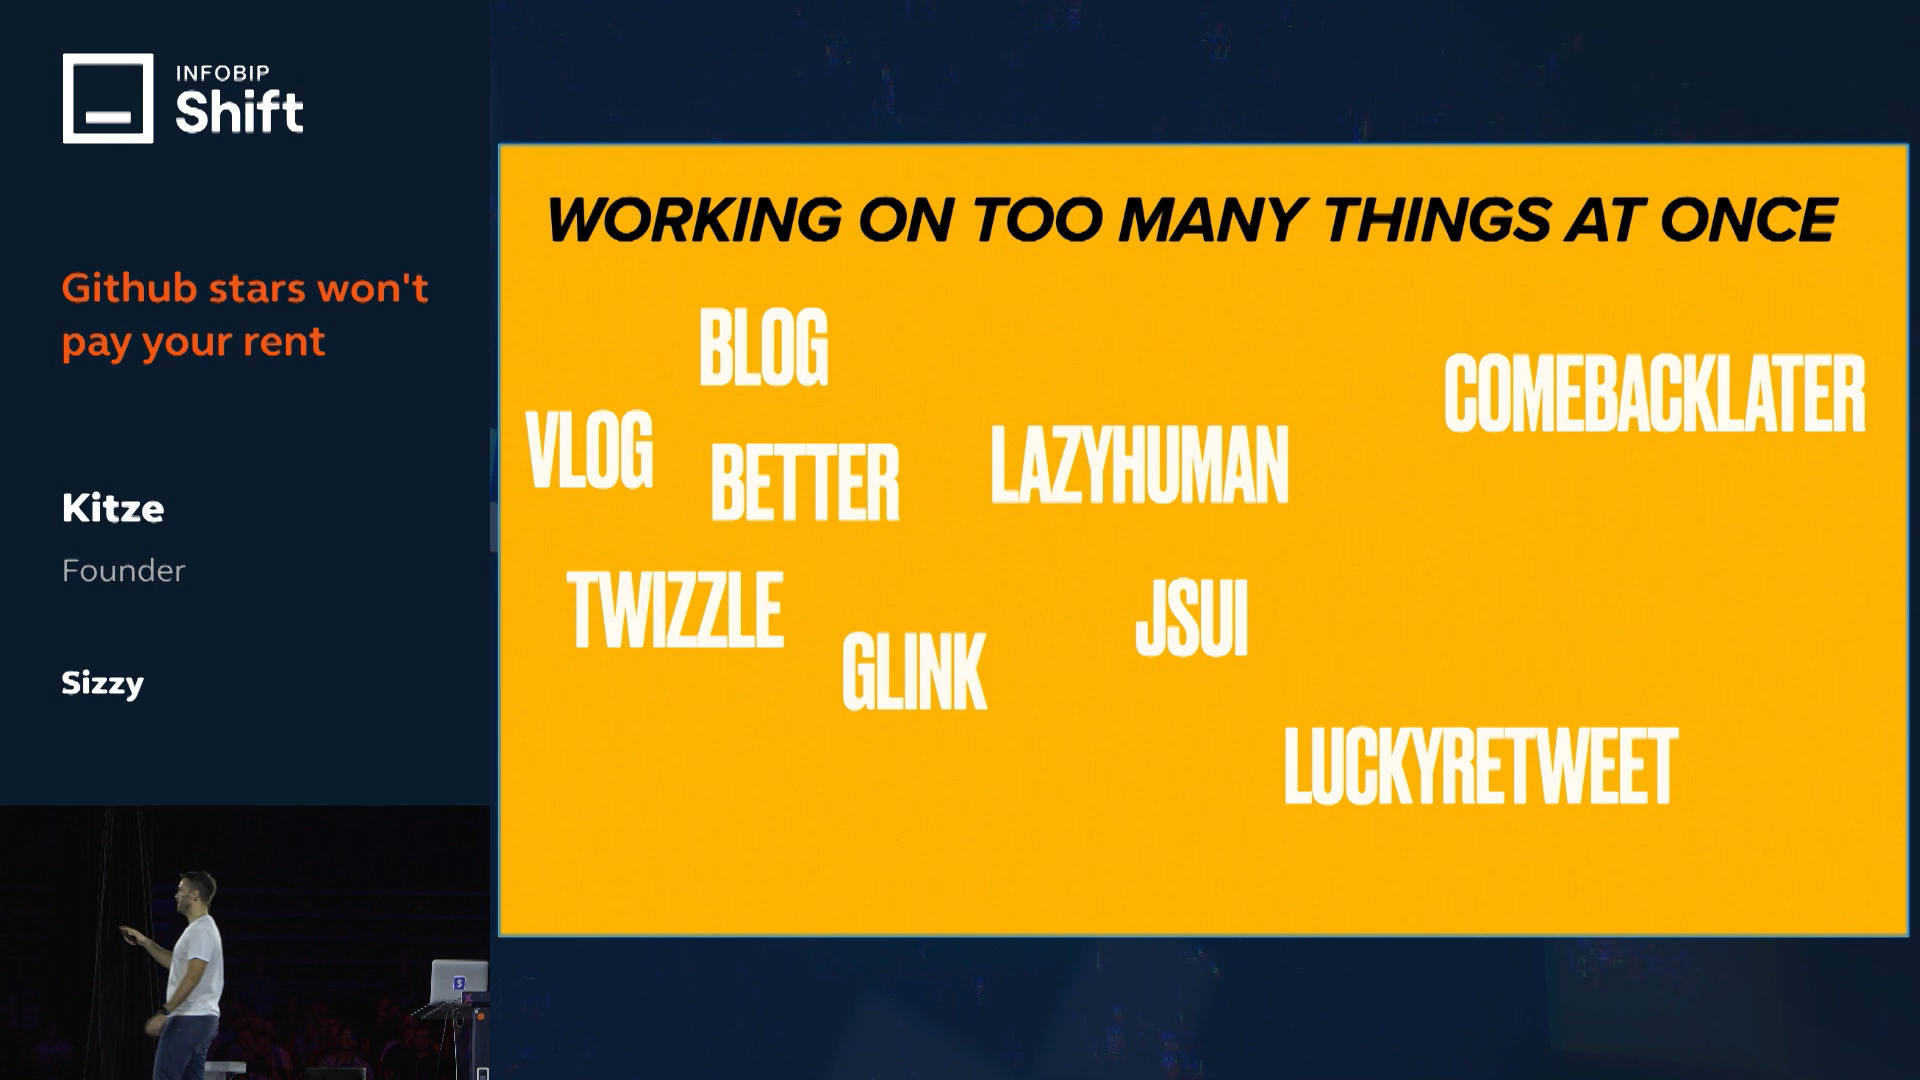 INFOBIP
Shift
Github stars won't
pay your rent
Kitze
Founder
Sizzy
WORKING ON TOO MANY THINGS AT ONCE
BLOG
COMEBACKLATER
VLOG
BETTER
LAZYHUMAN
TWIZZLE
JSUI
GLINK
LUCKYRETWEET
S
X